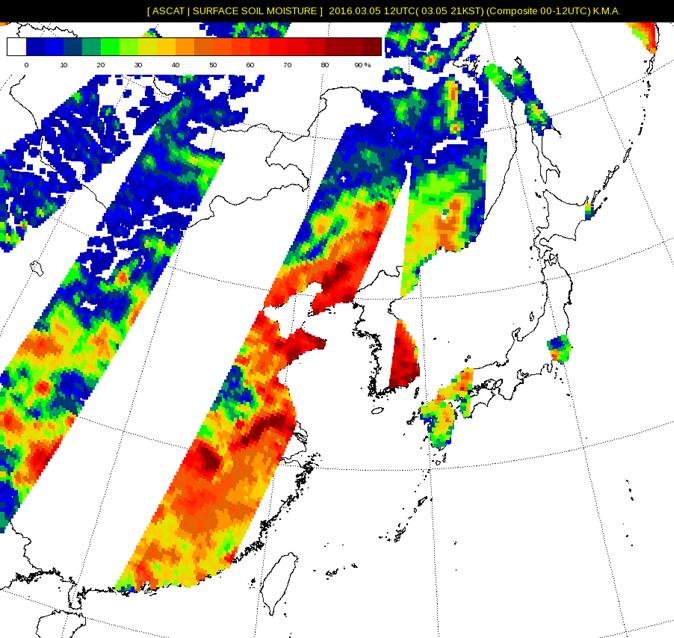 [ ASCAT | SURFACE SOIL MOISTURE ] 2016.03.05 12UTC( 03.05 21KST) (Composite 00-12UTC) K.M.A.
0 10 20 30 40 50 60 70 80 90 %